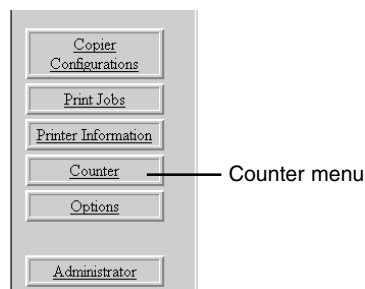 Copier
Configurations
Print Jobs
Printer Information
Counter
Counter menu
Options
Administrator